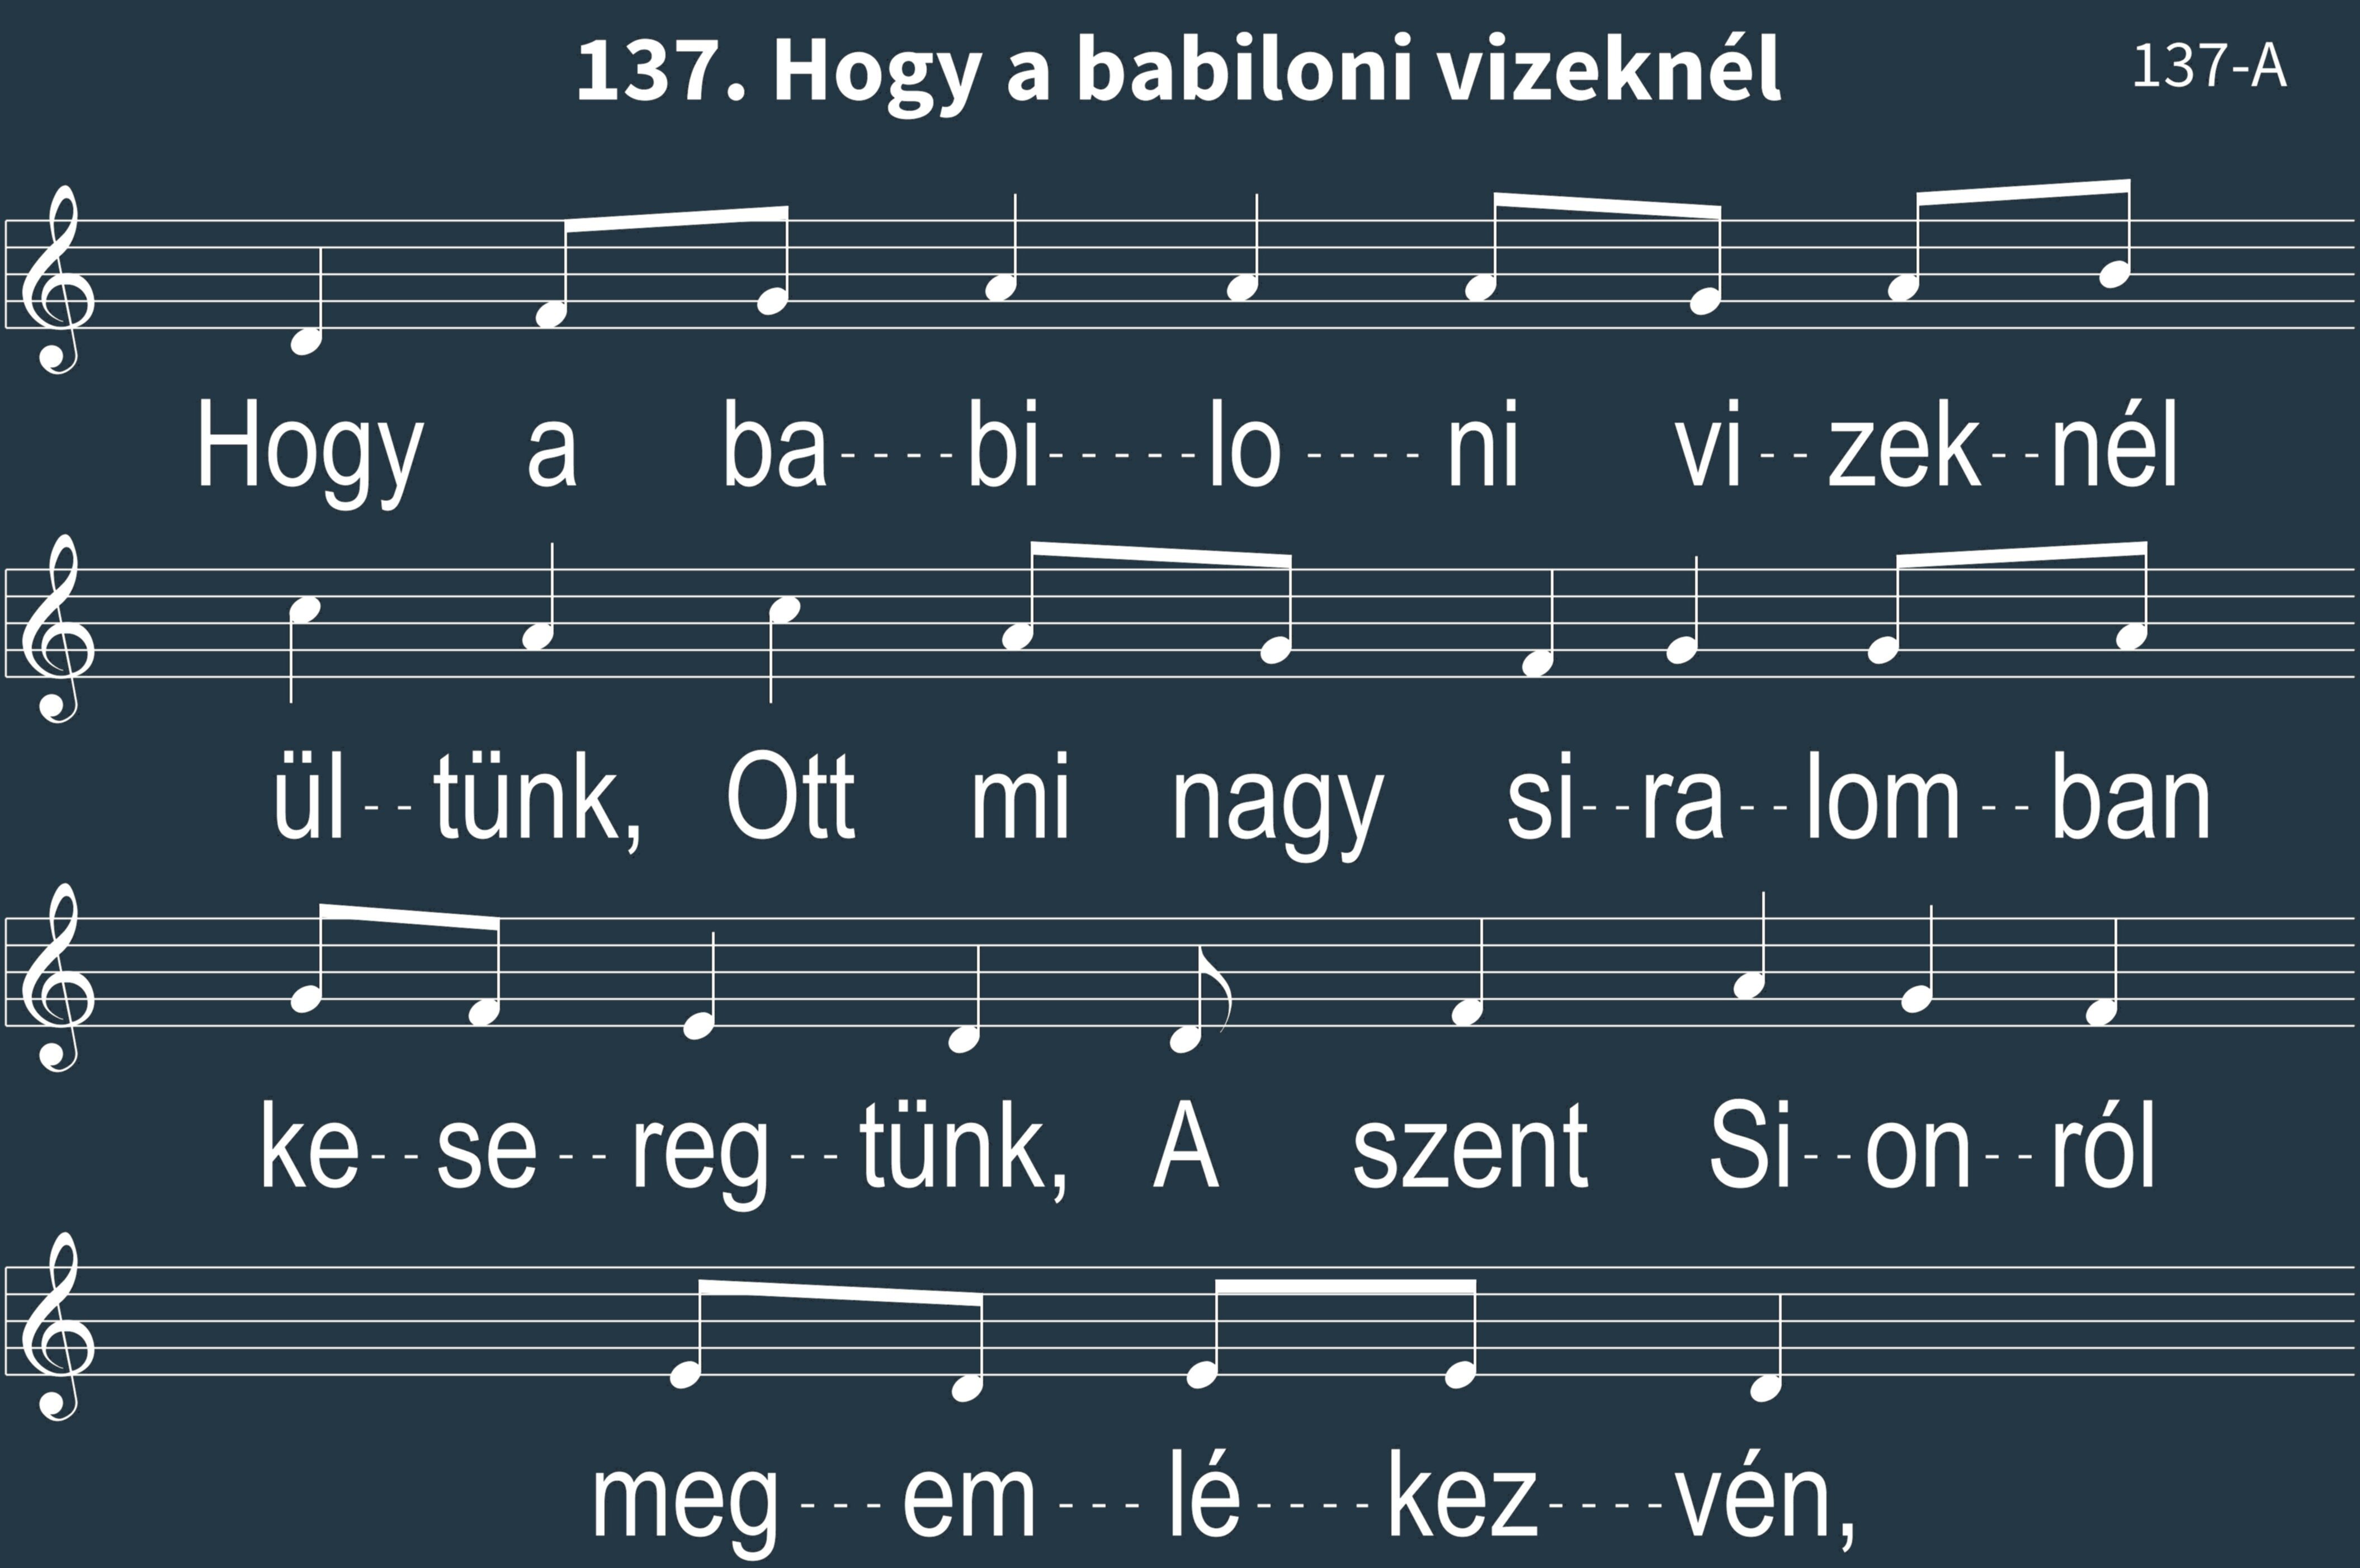 137. Hogy a babiloni vizeknél 137-A
Hogy a ba----bi-----lo----ni vi--zek--nél
ül--tünk, Ott mi nagy si--ra--lom--ban
ke--se--reg--tünk, A szent Si--on--ról
meg---em---lé----kez----vén,